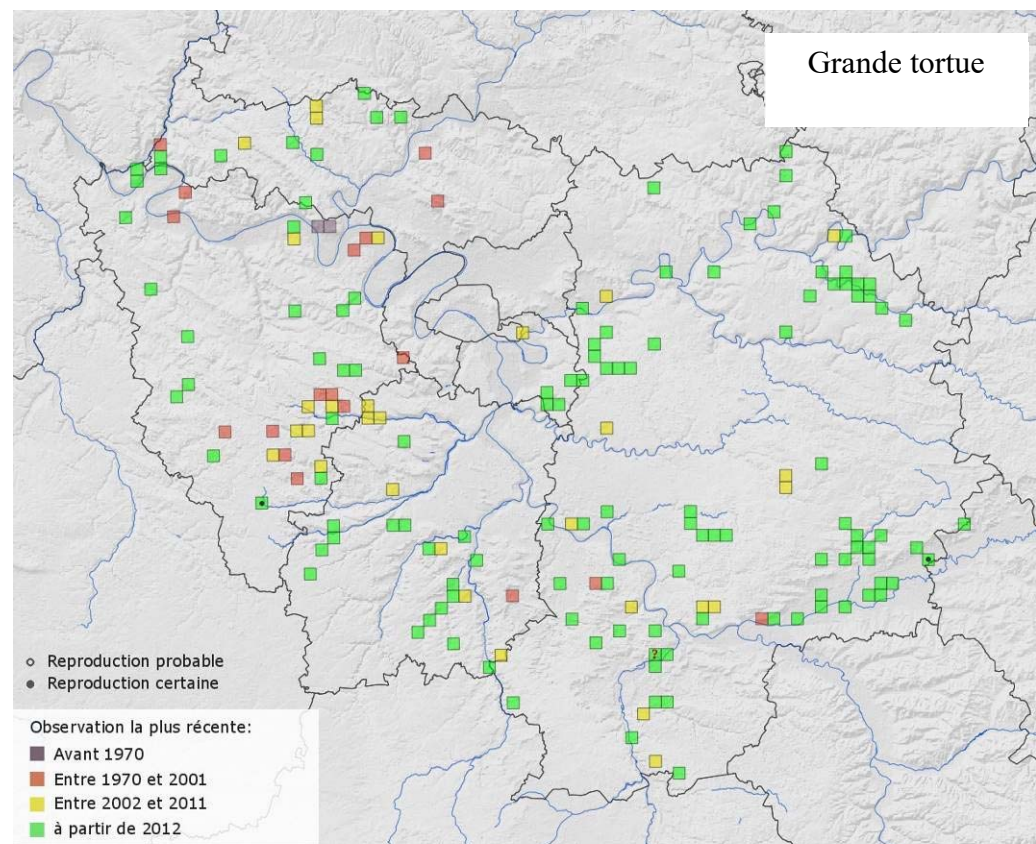 Grande tortue
?
Reproduction probable
Reproduction certaine
Observation la plus récente:
Avant 1970
Entre 1970 et 2001
Entre 2002 et 2011
à partir de 2012